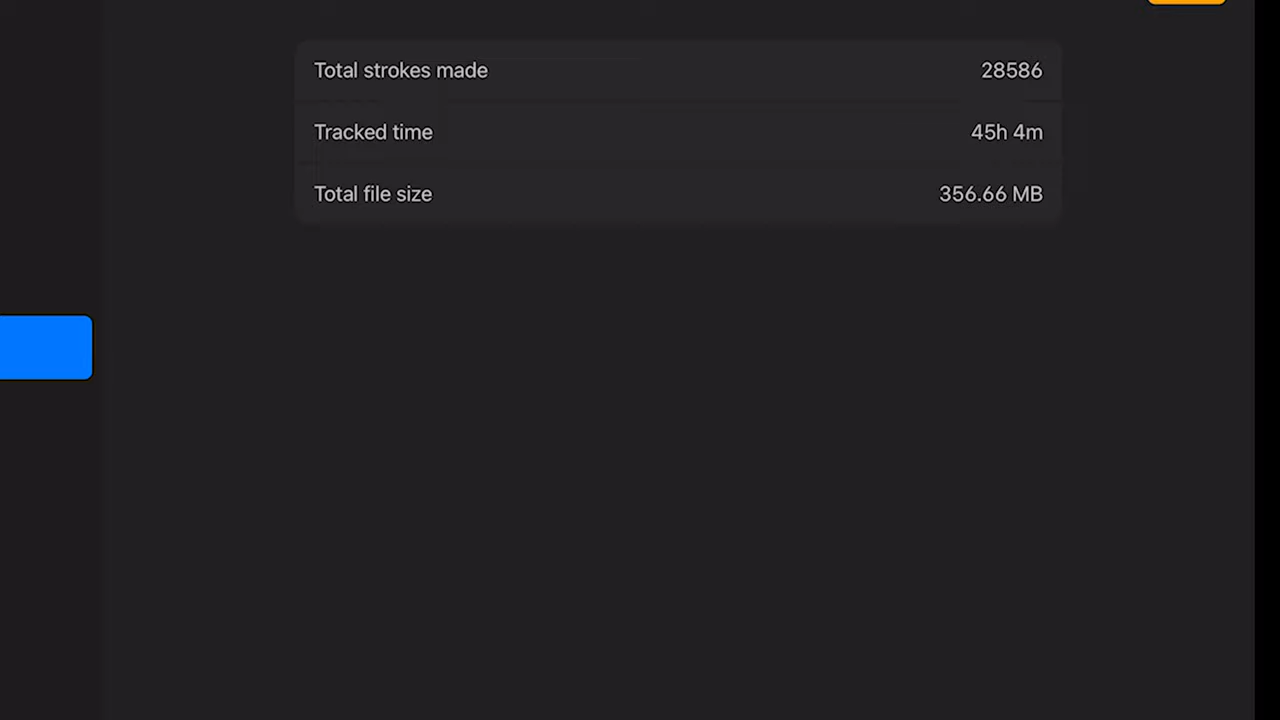 Total strokes made 28586
Tracked time 45h 4m
Total file size 356.66 MB